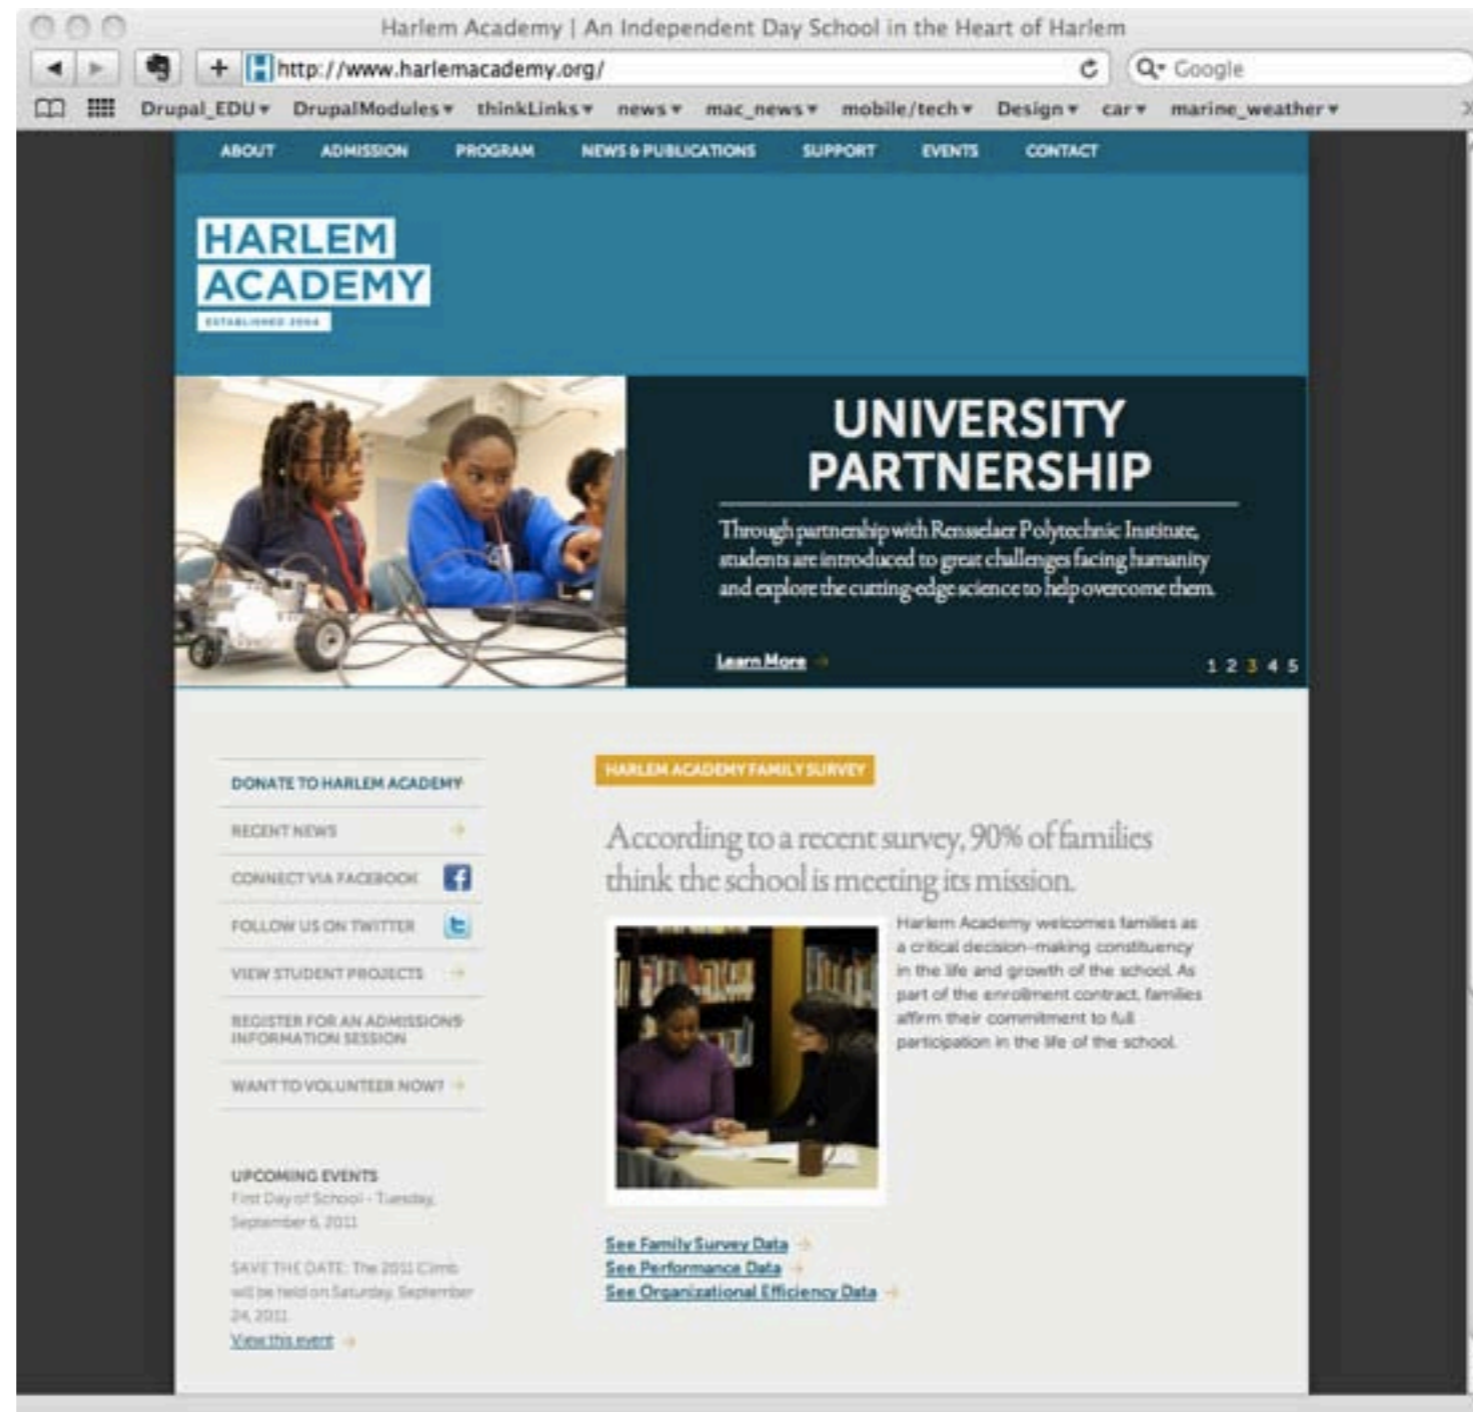 Harlem Academy | An Independent Day School in the Heart of Harlem
http://www.harlemacademy.org/
Google
Drupal_EDU DrupalModules thinkLinks news mac_news mobile/tech Design car marine_weather
ABOUT ADMISSION PROGRAM NEWS & PUBLICATIONS SUPPORT EVENTS CONTACT
HARLEM
ACADEMY
ESTABLISHED 2004
UNIVERSITY
PARTNERSHIP
Through partnership with Rensselaer Polytechnic Institute,
students are introduced to great challenges facing humanity
and explore the cutting-edge science to help overcome them.
Learn More
1 2 3 4 5
DONATE TO HARLEM ACADEMY
RECENT NEWS
CONNECT VIA FACEBOOK
FOLLOW US ON TWITTER
VIEW STUDENT PROJECTS
REGISTER FOR AN ADMISSIONS
INFORMATION SESSION
WANT TO VOLUNTEER NOW?
UPCOMING EVENTS
First Day of School - Tuesday,
September 6, 2011
SAVE THE DATE: The 2011 Climb
will be held on Saturday, September
24, 2011.
View this event
HARLEM ACADEMY FAMILY SURVEY
According to a recent survey, 90% of families
think the school is meeting its mission.
Harlem Academy welcomes families as
a critical decision-making constituency
in the life and growth of the school. As
part of the enrollment contract, families
affirm their commitment to full
participation in the life of the school.
See Family Survey Data
See Performance Data
See Organizational Efficiency Data